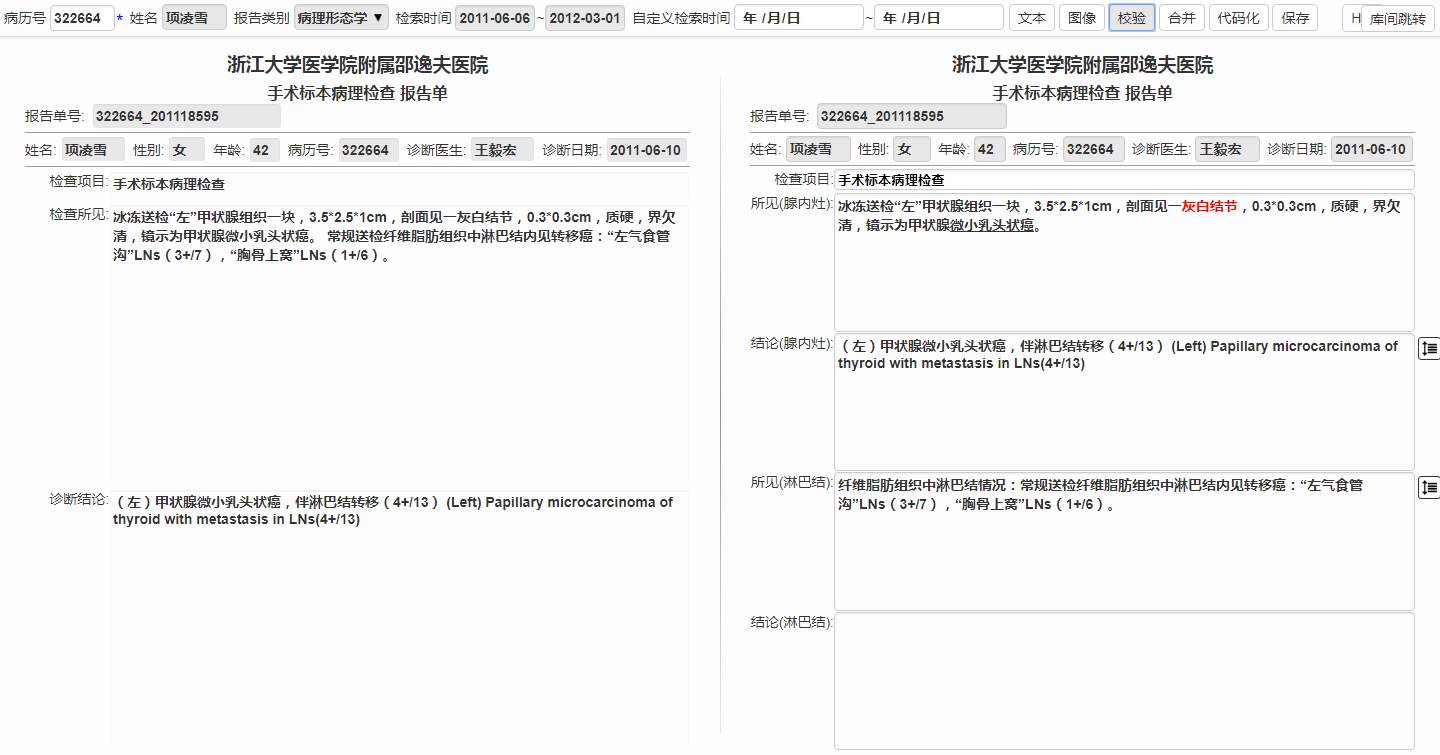 病历号 322664 * 姓名 项凌雪 报告类别 病理形态学 ▼ 检索时间 2011-06-06 ~ 2012-03-01 自定义检索时间 年 /月/日 ~ 年 /月/日 文本 图像 校验 合并 代码化 保存 H 库间跳转
浙江大学医学院附属邵逸夫医院
手术标本病理检查 报告单
报告单号: 322664_201118595
姓名: 项凌雪 性别: 女 年龄: 42 病历号: 322664 诊断医生: 王毅宏 诊断日期: 2011-06-10
检查项目: 手术标本病理检查
检查所见: 冰冻送检“左”甲状腺组织一块，3.5*2.5*1cm，剖面见一灰白结节，0.3*0.3cm，质硬，界欠
清，镜示为甲状腺微小乳头状癌。 常规送检纤维脂肪组织中淋巴结内见转移癌：“左气食管
沟”LNs（3+/7），“胸骨上窝”LNs（1+/6）。
诊断结论: （左）甲状腺微小乳头状癌，伴淋巴结转移（4+/13） (Left) Papillary microcarcinoma of
thyroid with metastasis in LNs(4+/13)
浙江大学医学院附属邵逸夫医院
手术标本病理检查 报告单
报告单号: 322664_201118595
姓名: 项凌雪 性别: 女 年龄: 42 病历号: 322664 诊断医生: 王毅宏 诊断日期: 2011-06-10
检查项目: 手术标本病理检查
所见(腺内灶): 冰冻送检“左”甲状腺组织一块，3.5*2.5*1cm，剖面见一灰白结节，0.3*0.3cm，质硬，界欠
清，镜示为甲状腺微小乳头状癌。
结论(腺内灶): （左）甲状腺微小乳头状癌，伴淋巴结转移（4+/13） (Left) Papillary microcarcinoma of
thyroid with metastasis in LNs(4+/13)
所见(淋巴结): 纤维脂肪组织中淋巴结情况：常规送检纤维脂肪组织中淋巴结内见转移癌：“左气食管
沟”LNs（3+/7），“胸骨上窝”LNs（1+/6）。
结论(淋巴结):